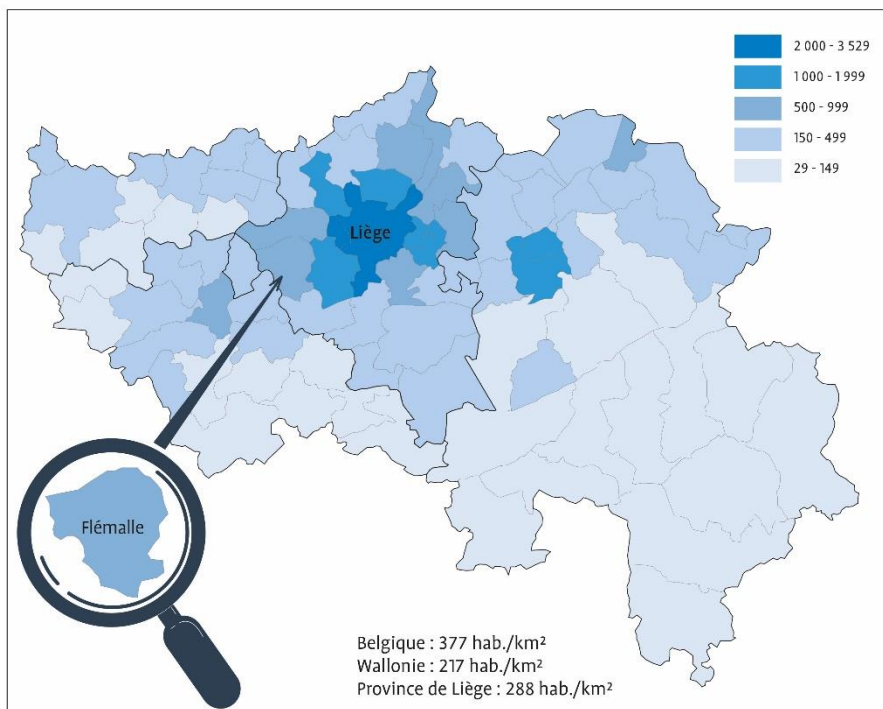 2 000 - 3 529
1 000 - 1 999
500 - 999
150 - 499
29 - 149
Liège
Flémalle
Belgique : 377 hab./km²
Wallonie : 217 hab./km²
Province de Liège : 288 hab./km²